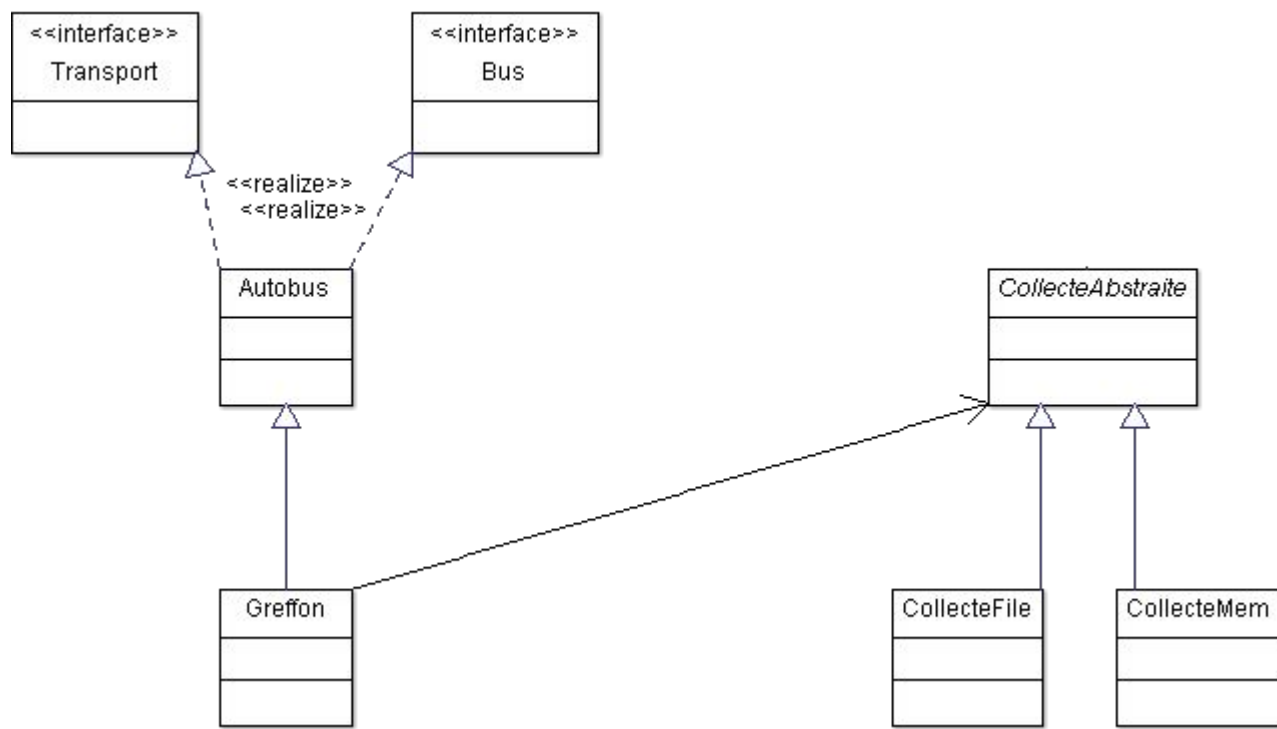 <<interface>>
Transport
<<interface>>
Bus
<<realize>>
<<realize>>
Autobus
CollecteAbstraite
Greffon
CollecteFile
CollecteMem